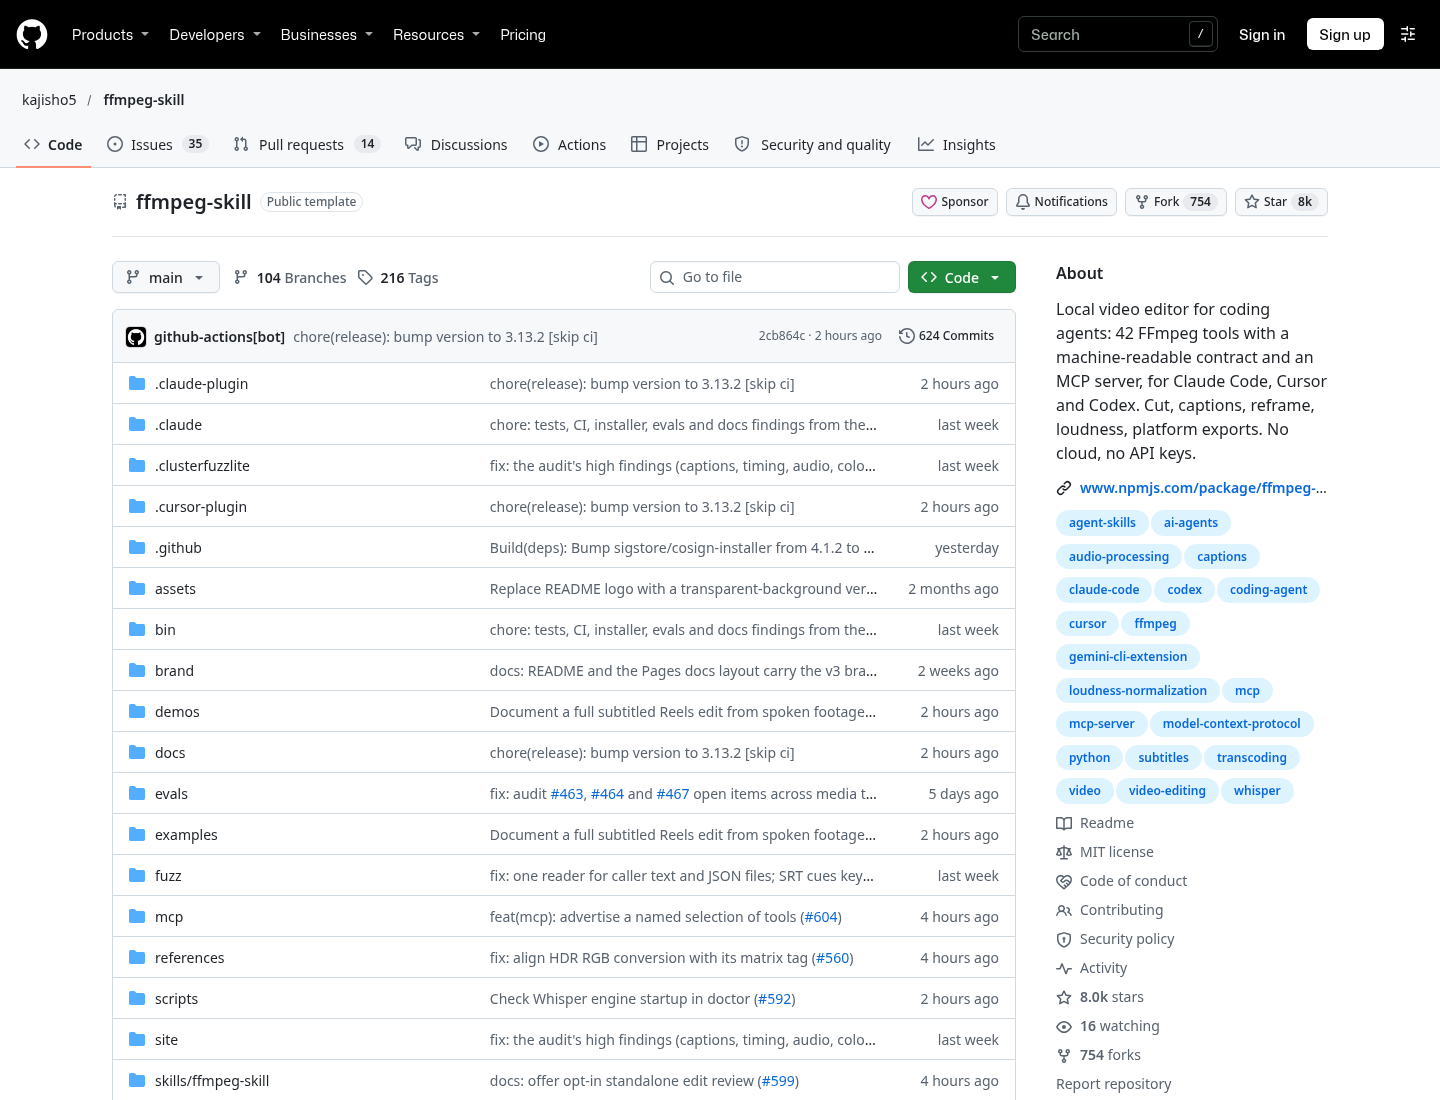 Products Developers Businesses Resources Pricing Search / Sign in Sign up
kajisho5 / ffmpeg-skill
Code Issues 35 Pull requests 14 Discussions Actions Projects Security and quality Insights
ffmpeg-skill Public template Sponsor Notifications Fork 754 Star 8k
main 104 Branches 216 Tags Go to file Code
github-actions[bot] chore(release): bump version to 3.13.2 [skip ci] 2cb864c · 2 hours ago 624 Commits
.claude-plugin chore(release): bump version to 3.13.2 [skip ci] 2 hours ago
.claude chore: tests, CI, installer, evals and docs findings from the… last week
.clusterfuzzlite fix: the audit's high findings (captions, timing, audio, colo… last week
.cursor-plugin chore(release): bump version to 3.13.2 [skip ci] 2 hours ago
.github Build(deps): Bump sigstore/cosign-installer from 4.1.2 to … yesterday
assets Replace README logo with a transparent-background ver… 2 months ago
bin chore: tests, CI, installer, evals and docs findings from the… last week
brand docs: README and the Pages docs layout carry the v3 bra… 2 weeks ago
demos Document a full subtitled Reels edit from spoken footage… 2 hours ago
docs chore(release): bump version to 3.13.2 [skip ci] 2 hours ago
evals fix: audit #463, #464 and #467 open items across media t… 5 days ago
examples Document a full subtitled Reels edit from spoken footage… 2 hours ago
fuzz fix: one reader for caller text and JSON files; SRT cues key… last week
mcp feat(mcp): advertise a named selection of tools (#604) 4 hours ago
references fix: align HDR RGB conversion with its matrix tag (#560) 4 hours ago
scripts Check Whisper engine startup in doctor (#592) 2 hours ago
site fix: the audit's high findings (captions, timing, audio, colo… last week
skills/ffmpeg-skill docs: offer opt-in standalone edit review (#599) 4 hours ago
About
Local video editor for coding
agents: 42 FFmpeg tools with a
machine-readable contract and an
MCP server, for Claude Code, Cursor
and Codex. Cut, captions, reframe,
loudness, platform exports. No
cloud, no API keys.
www.npmjs.com/package/ffmpeg-…
agent-skills ai-agents
audio-processing captions
claude-code codex coding-agent
cursor ffmpeg
gemini-cli-extension
loudness-normalization mcp
mcp-server model-context-protocol
python subtitles transcoding
video video-editing whisper
Readme
MIT license
Code of conduct
Contributing
Security policy
Activity
8.0k stars
16 watching
754 forks
Report repository